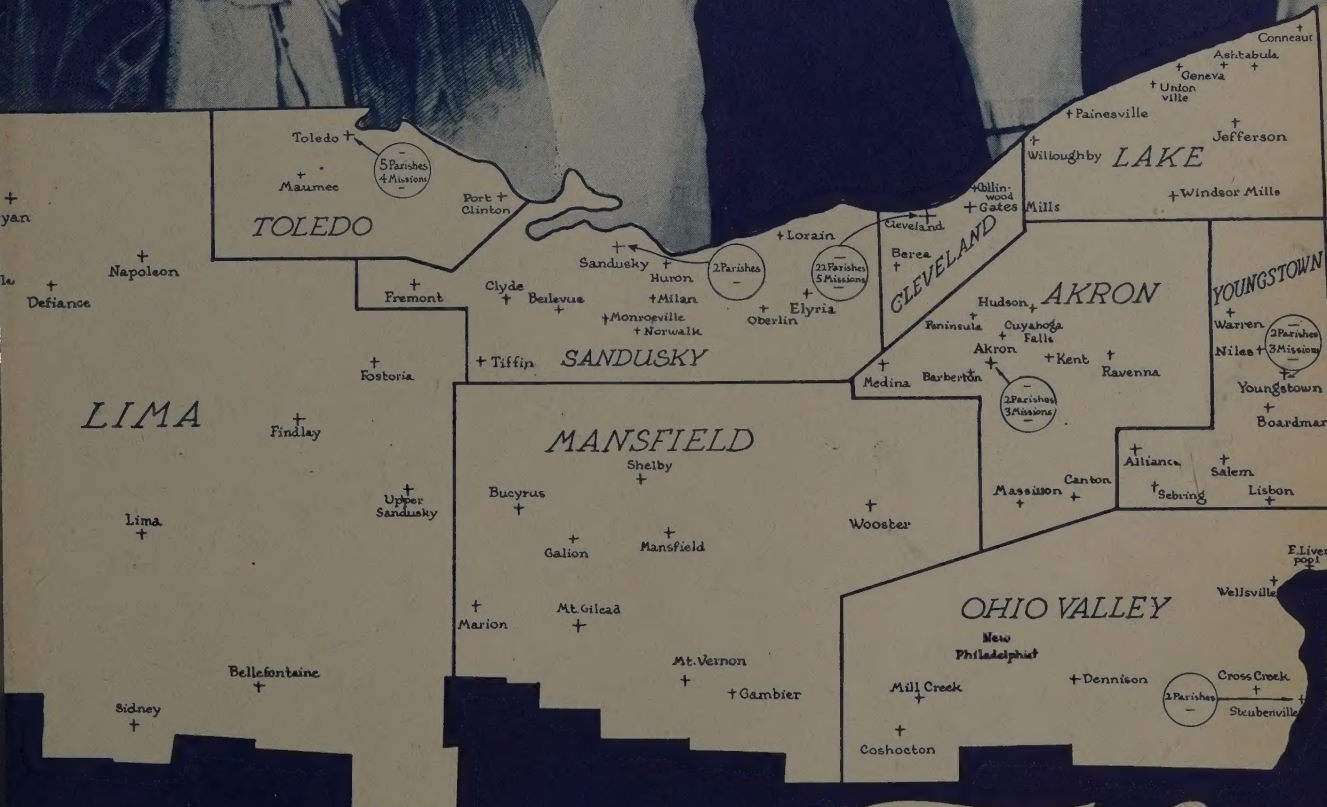 Conneaut
Ashtabula
Geneva
Union
ville
Painesville
Jefferson
Willoughby
LAKE
Windsor Mills
Toledo
5 Parishes
4 Missions
Maumee
Port
Clinton
TOLEDO
yan
Napoleon
le
Defiance
Fremont
Fostoria
LIMA
Findlay
Upper
Sandusky
Lima
Bellefontaine
Sidney
Sandusky
2 Parishes
Lorain
Huron
Clyde
Bellevue
Milan
Monroeville
Norwalk
Oberlin
Elyria
22 Parishes
5 Missions
Tiffin
SANDUSKY
Collin-
wood
Gates Mills
Cleveland
Berea
CLEVELAND
Hudson
AKRON
Peninsula
Cuyahoga
Falls
Akron
Kent
Ravenna
Medina
Barberton
2 Parishes
3 Missions
Massillon
Canton
YOUNGSTOWN
Warren
2 Parishes
3 Missions
Niles
Youngstown
Boardman
Alliance
Salem
Sebring
Lisbon
MANSFIELD
Shelby
Bucyrus
Wooster
Galion
Mansfield
Marion
Mt. Gilead
Mt. Vernon
Gambier
E. Liver
pool
Wellsville
OHIO VALLEY
New
Philadelphia
Dennison
Cross Creek
2 Parishes
Steubenville
Mill Creek
Coshocton